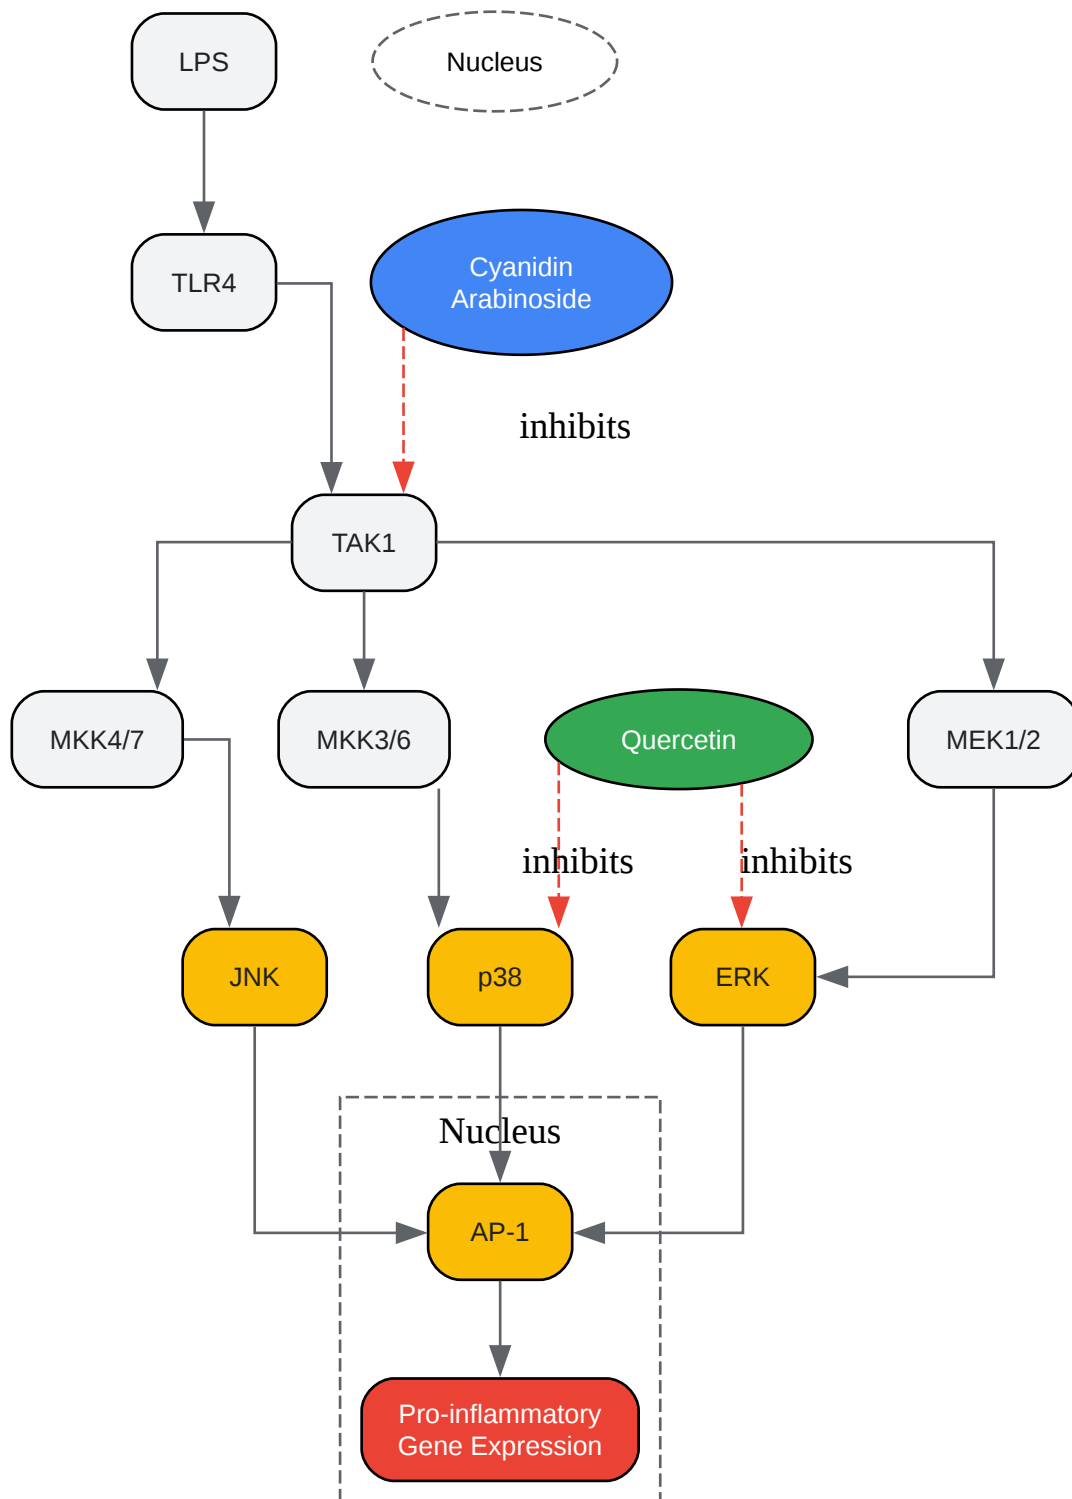 LPS
Nucleus
TLR4
Cyanidin
Arabinoside
inhibits
TAK1
MKK4/7
MKK3/6
Quercetin
MEK1/2
inhibits
inhibits
JNK
p38
ERK
Nucleus
AP-1
Pro-inflammatory
Gene Expression